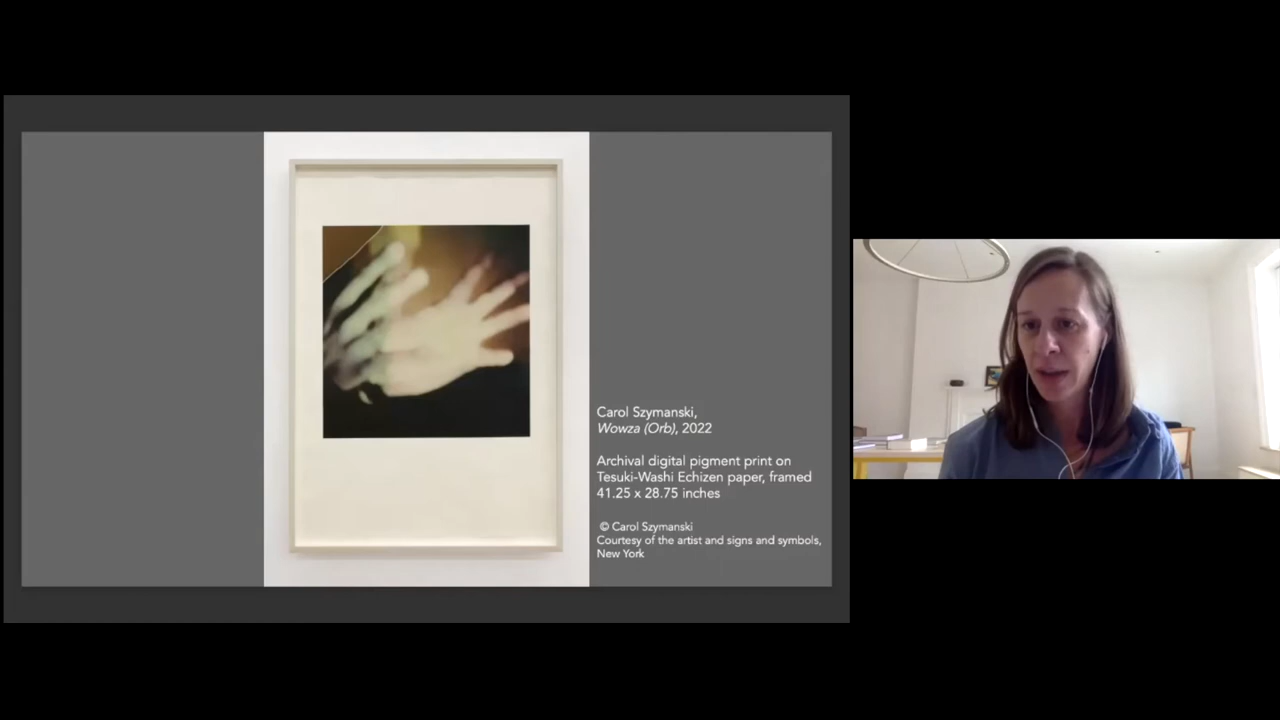 Carol Szymanski,
Wowza (Orb), 2022
Archival digital pigment print on
Tesuki-Washi Echizen paper, framed
41.25 x 28.75 inches
© Carol Szymanski
Courtesy of the artist and signs and symbols,
New York